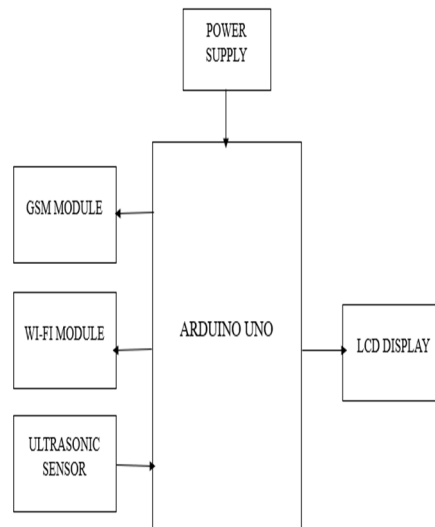 POWER
SUPPLY
GSM MODULE
WI-FI MODULE
ARDUINO UNO
LCD DISPLAY
ULTRASONIC
SENSOR